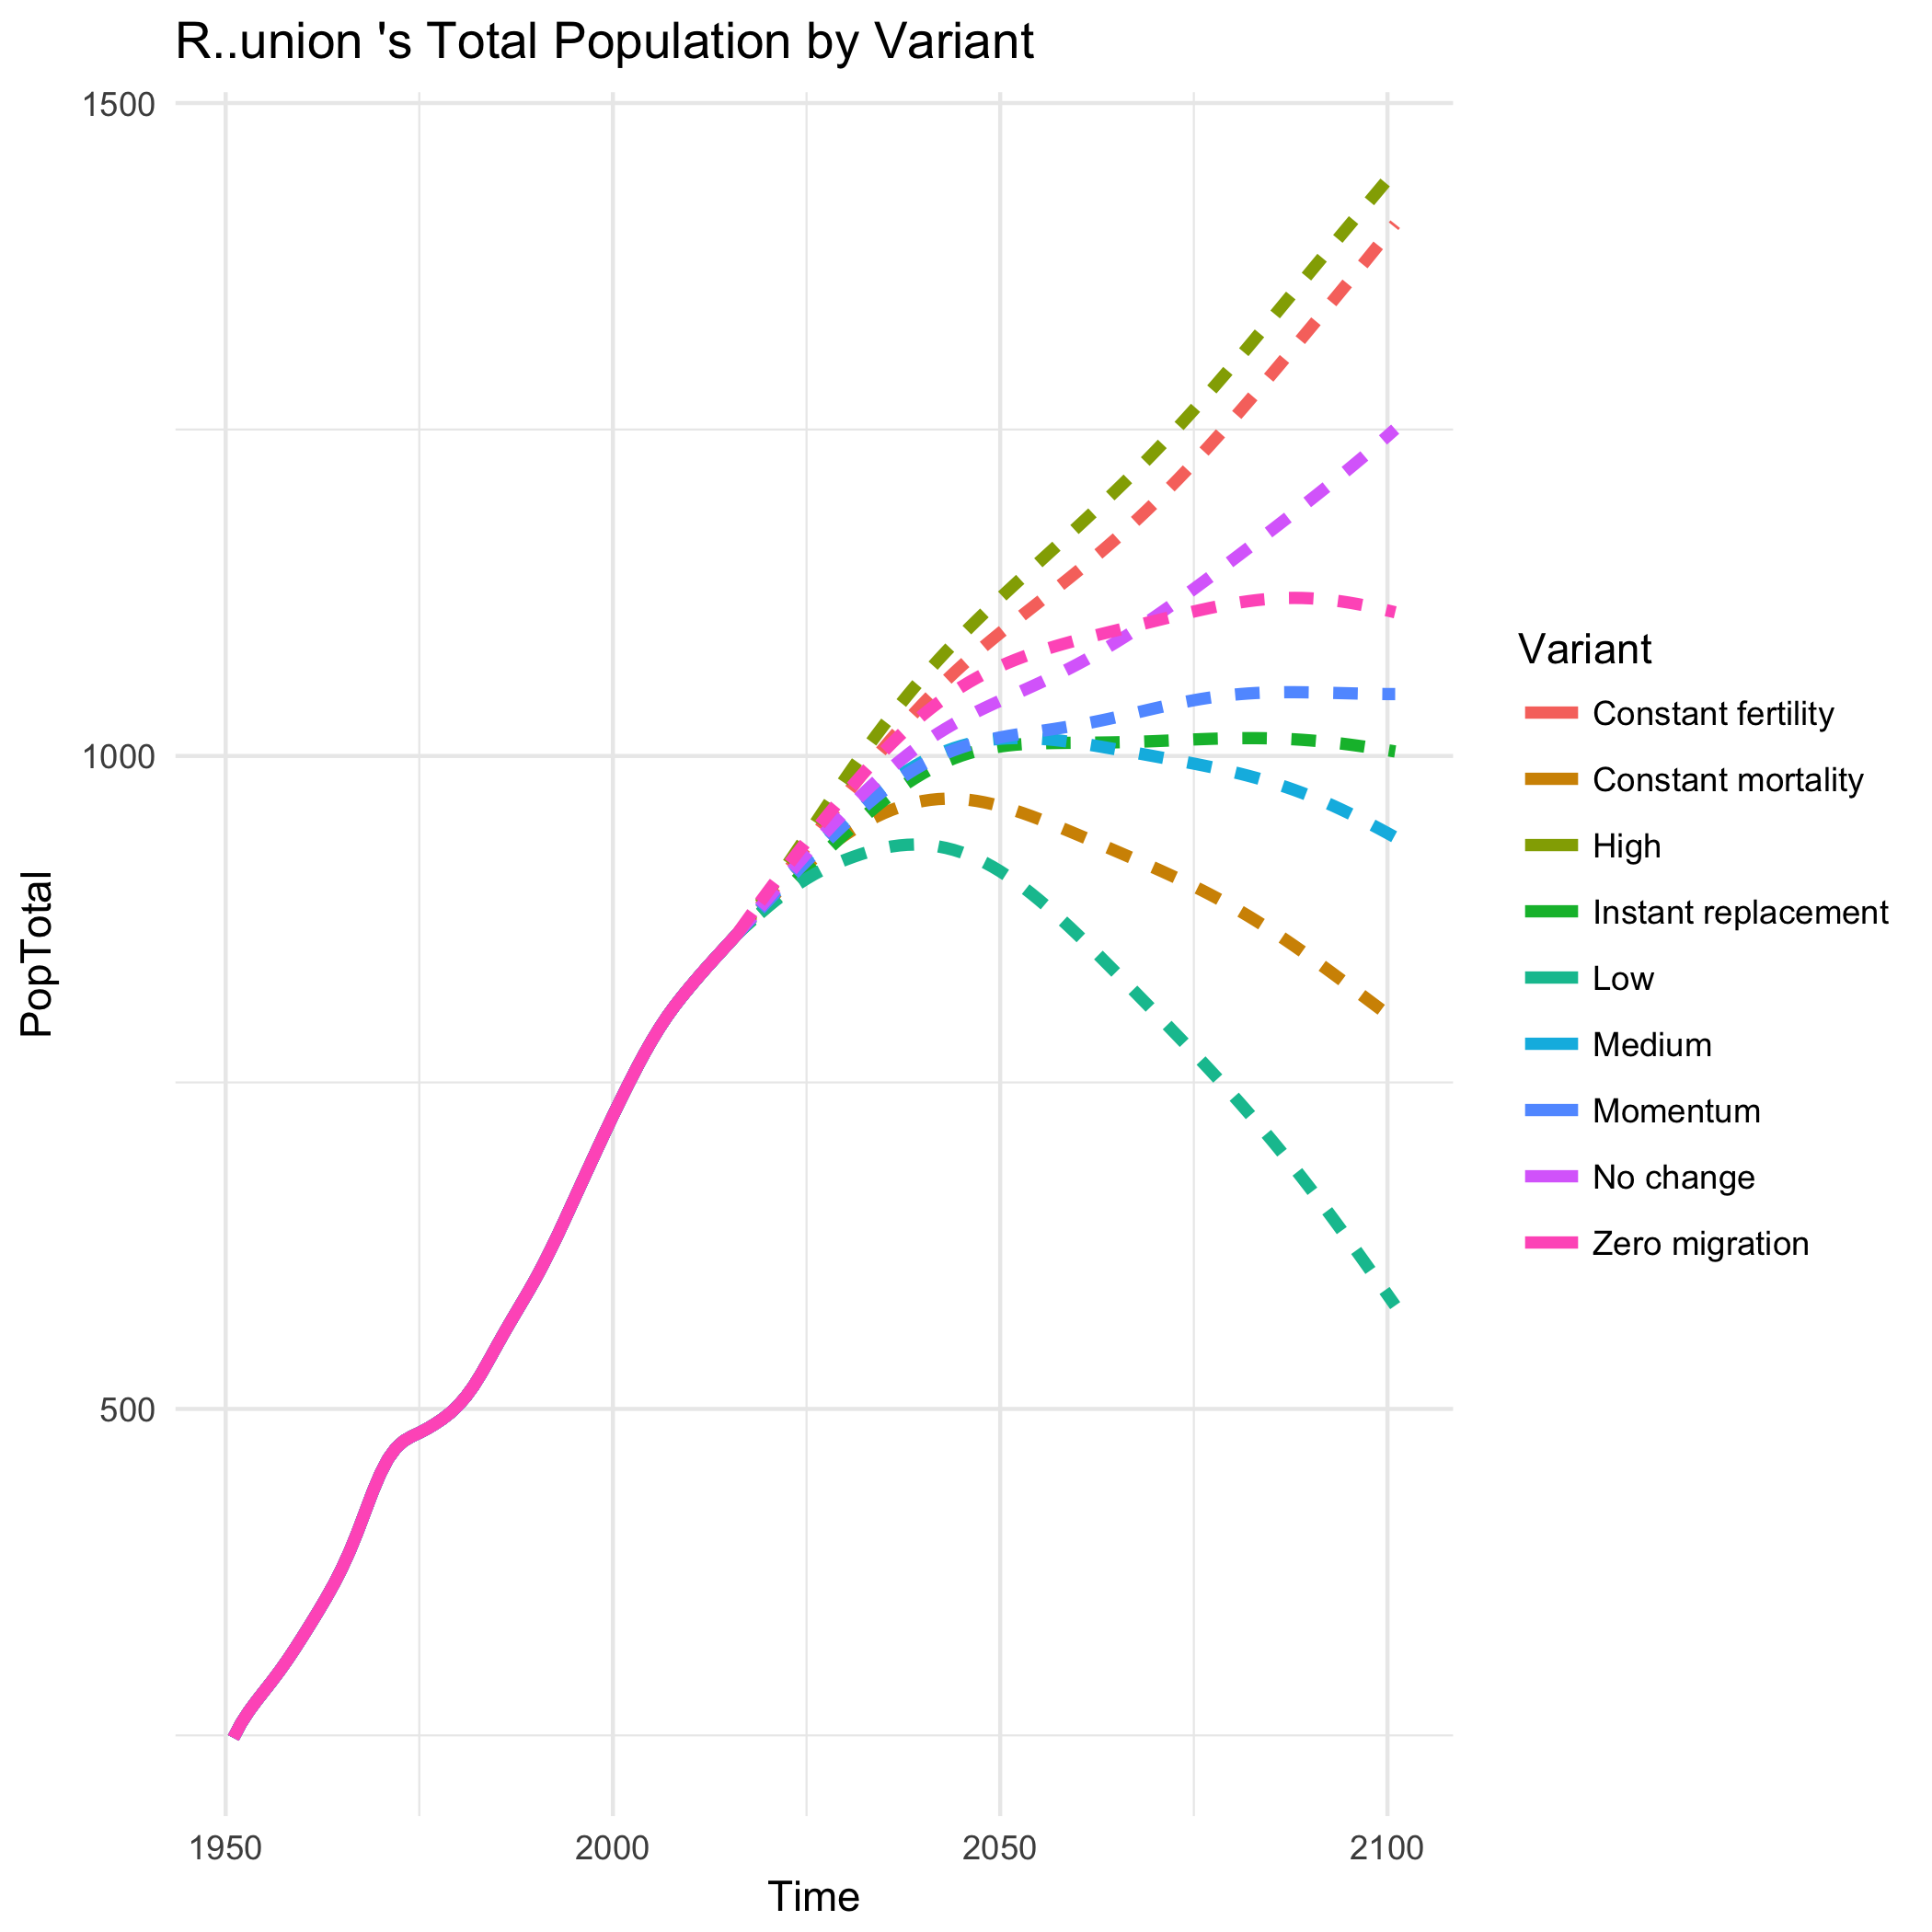 R..union 's Total Population by Variant
1500
1000
500
PopTotal
1950
2000
2050
2100
Time
Variant
Constant fertility
Constant mortality
High
Instant replacement
Low
Medium
Momentum
No change
Zero migration